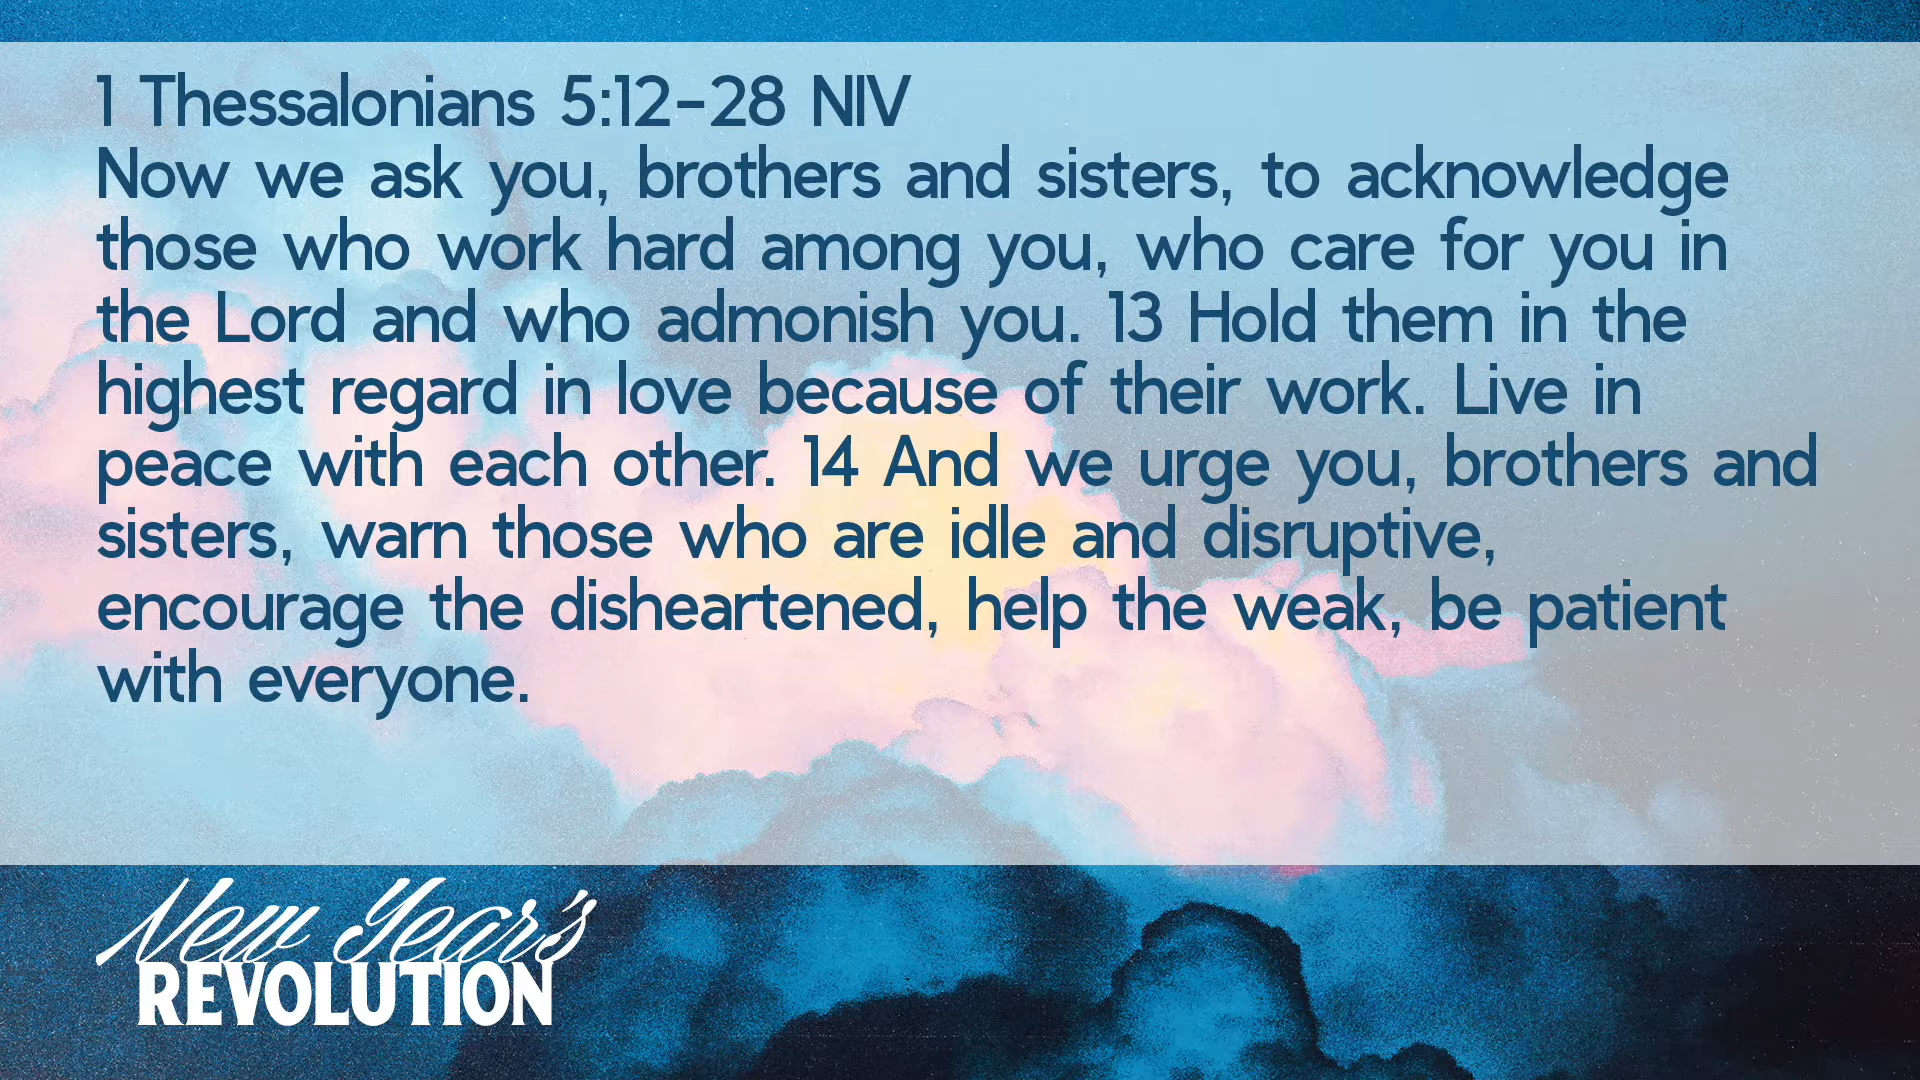 1 Thessalonians 5:12-28 NIV
Now we ask you, brothers and sisters, to acknowledge
those who work hard among you, who care for you in
the Lord and who admonish you. 13 Hold them in the
highest regard in love because of their work. Live in
peace with each other. 14 And we urge you, brothers and
sisters, warn those who are idle and disruptive,
encourage the disheartened, help the weak, be patient
with everyone.
New Year's
REVOLUTION